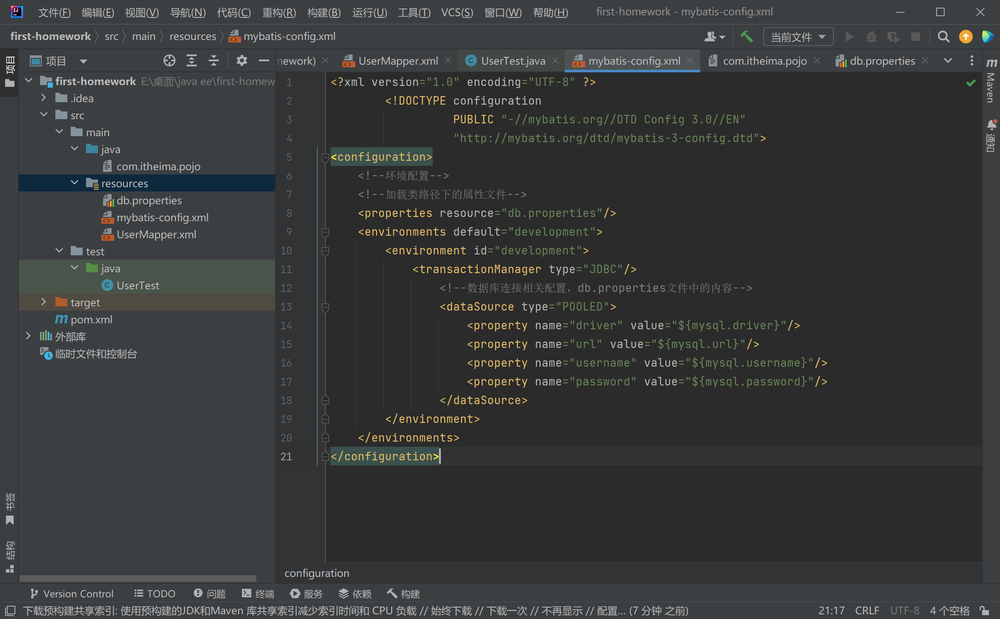 文件(F) 编辑(E) 视图(V) 导航(N) 代码(C) 重构(R) 构建(B) 运行(U) 工具(T) VCS(S) 窗口(W) 帮助(H) first-homework - mybatis-config.xml
first-homework src main resources mybatis-config.xml 当前文件
项目 nework) UserMapper.xml UserTest.java mybatis-config.xml com.itheima.pojo db.properties
项目
first-homework E:\桌面\java ee\first-homew
.idea
src
main
java
com.itheima.pojo
resources
db.properties
mybatis-config.xml
UserMapper.xml
test
java
UserTest
target
pom.xml
外部库
临时文件和控制台
书签
结构
1 <?xml version="1.0" encoding="UTF-8" ?>
2 <!DOCTYPE configuration
3 PUBLIC "-//mybatis.org//DTD Config 3.0//EN"
4 "http://mybatis.org/dtd/mybatis-3-config.dtd">
5 <configuration>
6 <!--环境配置-->
7 <!--加载类路径下的属性文件-->
8 <properties resource="db.properties"/>
9 <environments default="development">
10 <environment id="development">
11 <transactionManager type="JDBC"/>
12 <!--数据库连接相关配置，db.properties文件中的内容-->
13 <dataSource type="POOLED">
14 <property name="driver" value="${mysql.driver}"/>
15 <property name="url" value="${mysql.url}"/>
16 <property name="username" value="${mysql.username}"/>
17 <property name="password" value="${mysql.password}"/>
18 </dataSource>
19 </environment>
20 </environments>
21 </configuration>
configuration
m Maven
通知
Version Control TODO 问题 终端 服务 依赖 构建
下载预构建共享索引: 使用预构建的JDK和Maven 库共享索引减少索引时间和 CPU 负载 // 始终下载 // 下载一次 // 不再显示 // 配置... (7 分钟 之前) 21:17 CRLF UTF-8 4 个空格